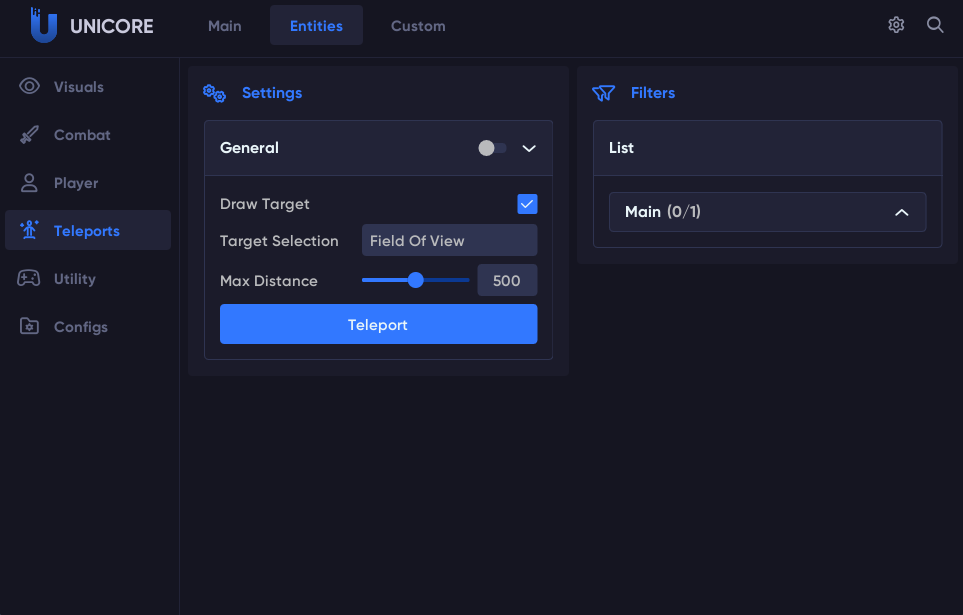 UNICORE
Main
Entities
Custom
Visuals
Combat
Player
Teleports
Utility
Configs
Settings
General
Draw Target
Target Selection
Field Of View
Max Distance
500
Teleport
Filters
List
Main (0/1)